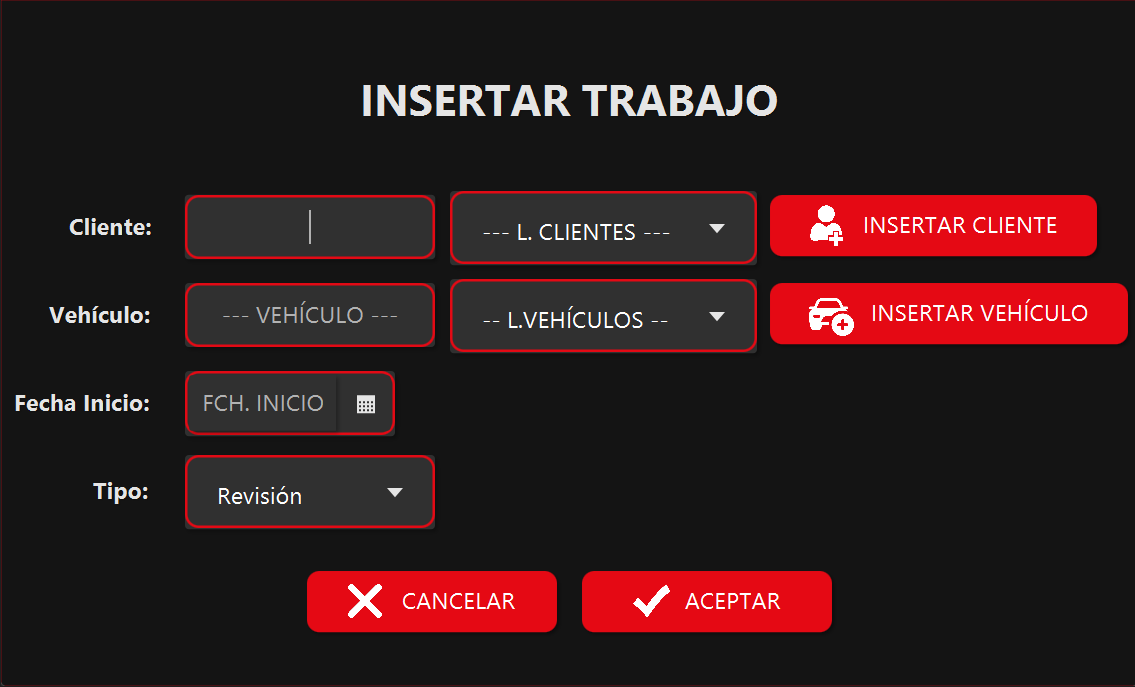 INSERTAR TRABAJO
Cliente: --- L. CLIENTES --- INSERTAR CLIENTE
Vehículo: --- VEHÍCULO --- -- L.VEHÍCULOS -- INSERTAR VEHÍCULO
Fecha Inicio: FCH. INICIO
Tipo: Revisión
CANCELAR ACEPTAR